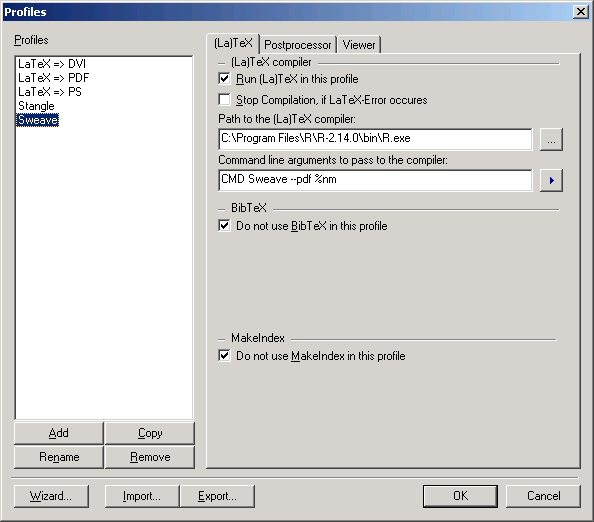 Profiles
Profiles
LaTeX => DVI
LaTeX => PDF
LaTeX => PS
Stangle
Sweave
Add
Copy
Rename
Remove
(La)TeX
Postprocessor
Viewer
(La)TeX compiler
Run (La)TeX in this profile
Stop Compilation, if LaTeX-Error occures
Path to the (La)TeX compiler:
C:\Program Files\R\R-2.14.0\bin\R.exe
...
Command line arguments to pass to the compiler:
CMD Sweave --pdf %nm
BibTeX
Do not use BibTeX in this profile
MakeIndex
Do not use MakeIndex in this profile
Wizard...
Import...
Export...
OK
Cancel